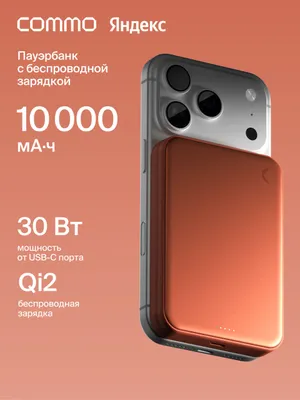 COMMO Яндекс
Пауэрбанк
с беспроводной
зарядкой
10 000
мА·ч
30 Вт
мощность
от USB-C порта
Qi2
беспроводная
зарядка